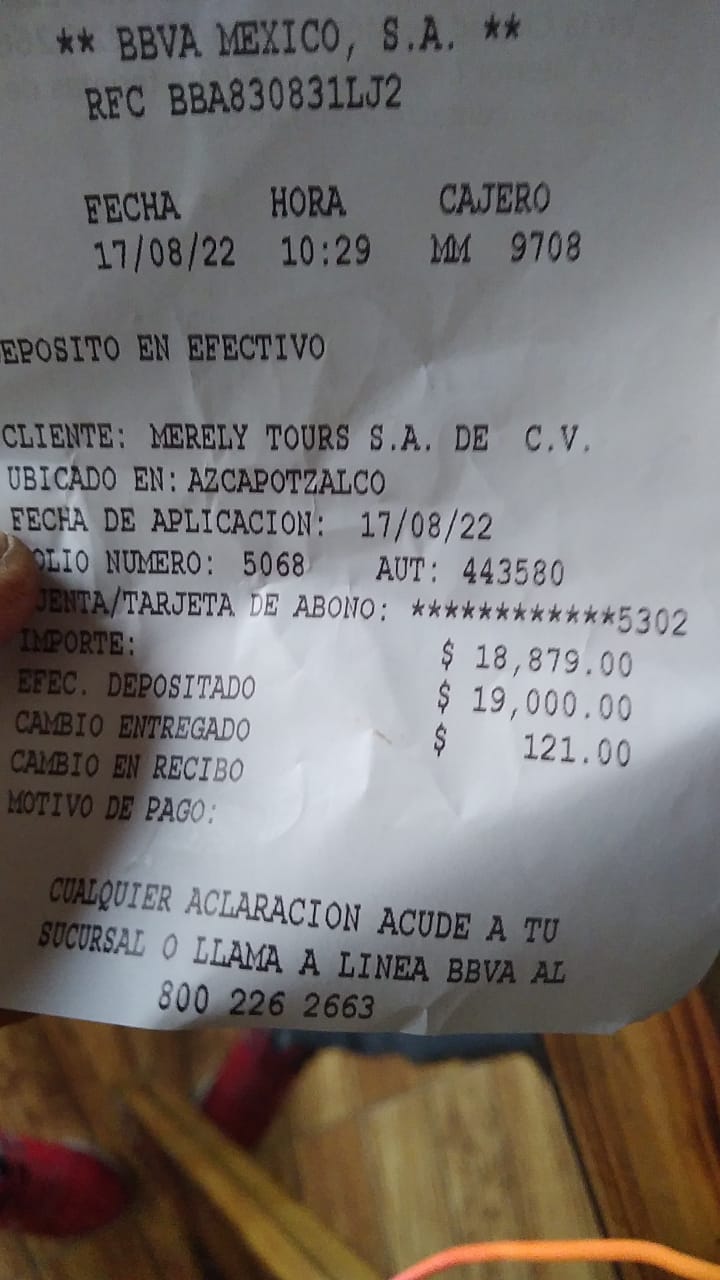 ** BBVA MEXICO, S.A. **
RFC BBA830831LJ2
FECHA HORA CAJERO
17/08/22 10:29 MM 9708
EPOSITO EN EFECTIVO
CLIENTE: MERELY TOURS S.A. DE C.V.
UBICADO EN: AZCAPOTZALCO
FECHA DE APLICACION: 17/08/22
OLIO NUMERO: 5068 AUT: 443580
UENTA/TARJETA DE ABONO: ************5302
IMPORTE: $ 18,879.00
EFEC. DEPOSITADO $ 19,000.00
CAMBIO ENTREGADO $ 121.00
CAMBIO EN RECIBO
MOTIVO DE PAGO:
CUALQUIER ACLARACION ACUDE A TU
SUCURSAL O LLAMA A LINEA BBVA AL
800 226 2663